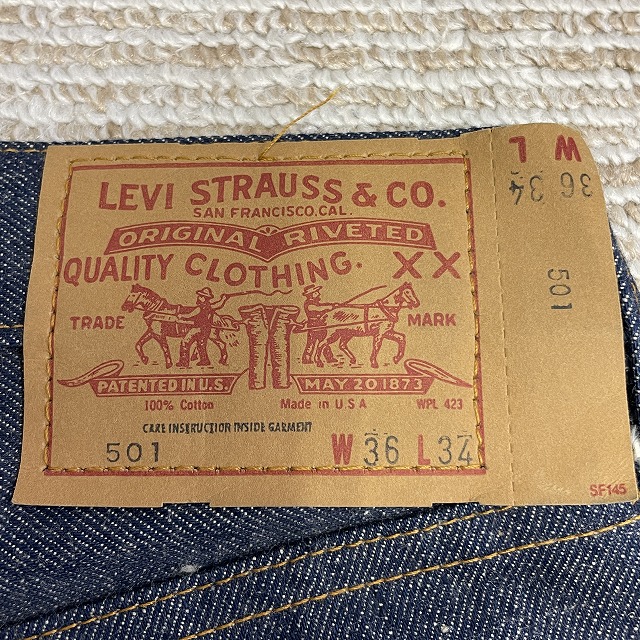 LEVI STRAUSS & CO.
SAN FRANCISCO.CAL.
ORIGINAL RIVETED
QUALITY CLOTHING. XX
TRADE MARK
PATENTED IN U.S. MAY 20 1873
100% Cotton Made in U S A WPL 423
CARE INSTRUCTION INSIDE GARMENT
501 W 36 L 34
W L
36 34
501
SF145